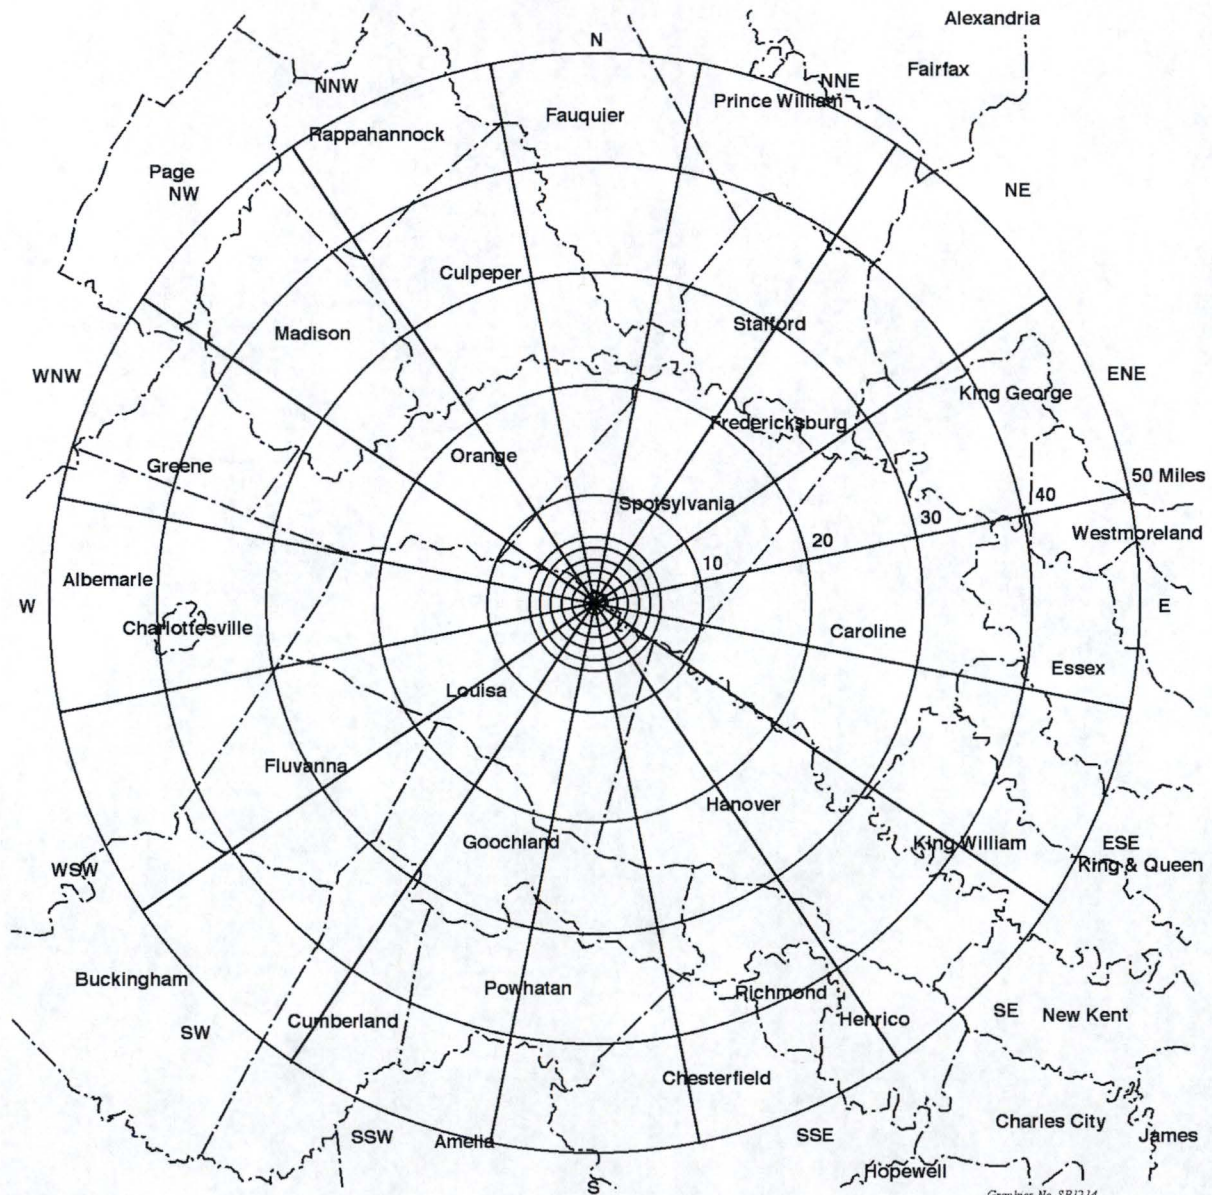 Alexandria
N
Fairfax
NNW
NNE
Prince William
Fauquier
Rappahannock
Page
NW
NE
Culpeper
Stafford
Madison
WNW
ENE
King George
Fredericksburg
Orange
Greene
50 Miles
40
Spotsylvania
30
Westmoreland
20
10
Albemarle
W
E
Charlottesville
Caroline
Essex
Louisa
Fluvanna
Hanover
Goochland
King William
ESE
WSW
King & Queen
Buckingham
Powhatan
Richmond
SE
New Kent
Cumberland
Henrico
SW
Chesterfield
Charles City
SSW
Amelia
SSE
James
Hopewell
S
Graphics No. SB1214